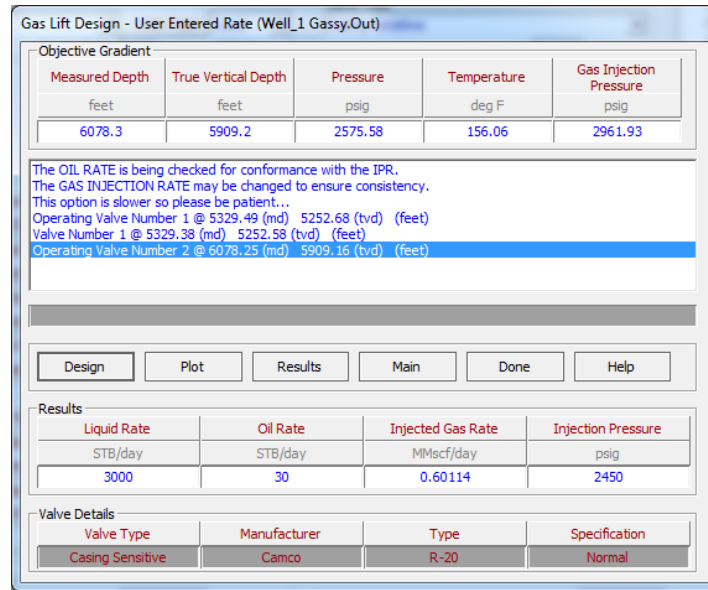 Gas Lift Design - User Entered Rate (Well_1 Gassy.Out)
Objective Gradient
Measured Depth True Vertical Depth Pressure Temperature Gas Injection Pressure
feet feet psig deg F psig
6078.3 5909.2 2575.58 156.06 2961.93
The OIL RATE is being checked for conformance with the IPR.
The GAS INJECTION RATE may be changed to ensure consistency.
This option is slower so please be patient...
Operating Valve Number 1 @ 5329.49 (md) 5252.68 (tvd) (feet)
Valve Number 1 @ 5329.38 (md) 5252.58 (tvd) (feet)
Operating Valve Number 2 @ 6078.25 (md) 5909.16 (tvd) (feet)
Design Plot Results Main Done Help
Results
Liquid Rate Oil Rate Injected Gas Rate Injection Pressure
STB/day STB/day MMscf/day psig
3000 30 0.60114 2450
Valve Details
Valve Type Manufacturer Type Specification
Casing Sensitive Camco R-20 Normal